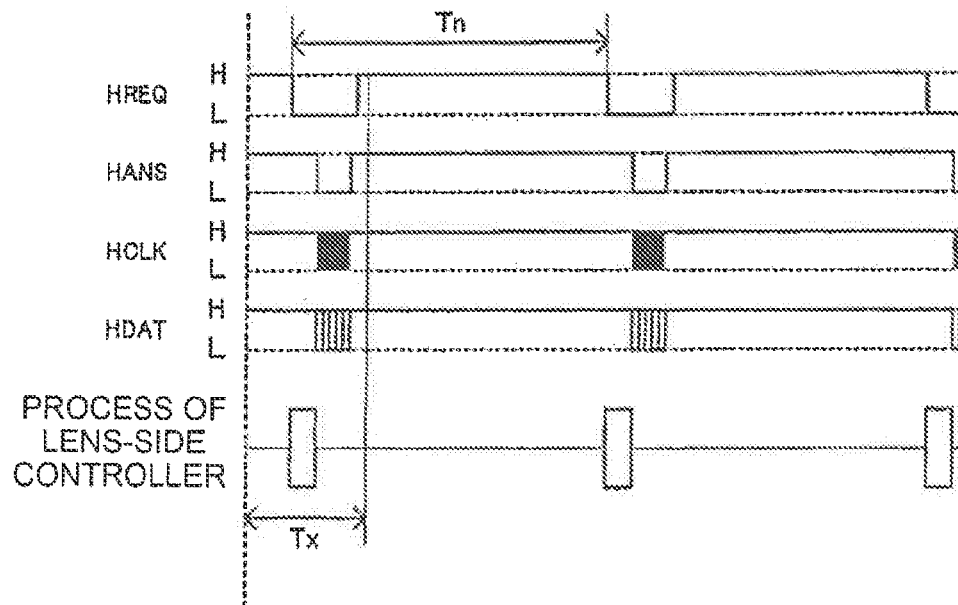 Tn
HREQ H
L
HANS H
L
HCLK H
L
HDAT H
L
PROCESS OF
LENS-SIDE
CONTROLLER
Tx